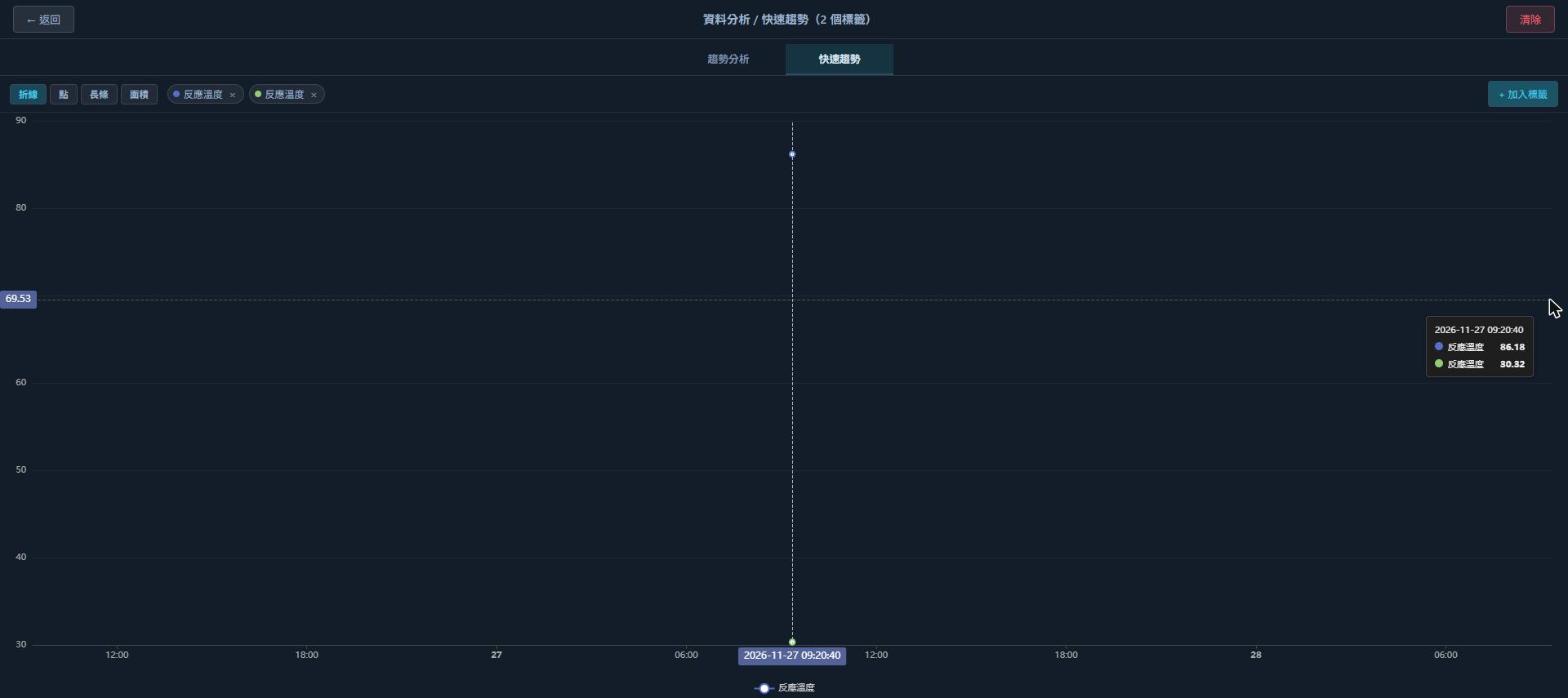 ← 返回
資料分析 / 快速趨勢（2 個標籤）
清除
趨勢分析
快速趨勢
折線
點
長條
面積
反應溫度 ×
反應溫度 ×
+ 加入標籤
90
80
69.53
60
50
40
30
2026-11-27 09:20:40
反應溫度 86.18
反應溫度 30.32
12:00
18:00
27
06:00
2026-11-27 09:20:40
12:00
18:00
28
06:00
反應溫度